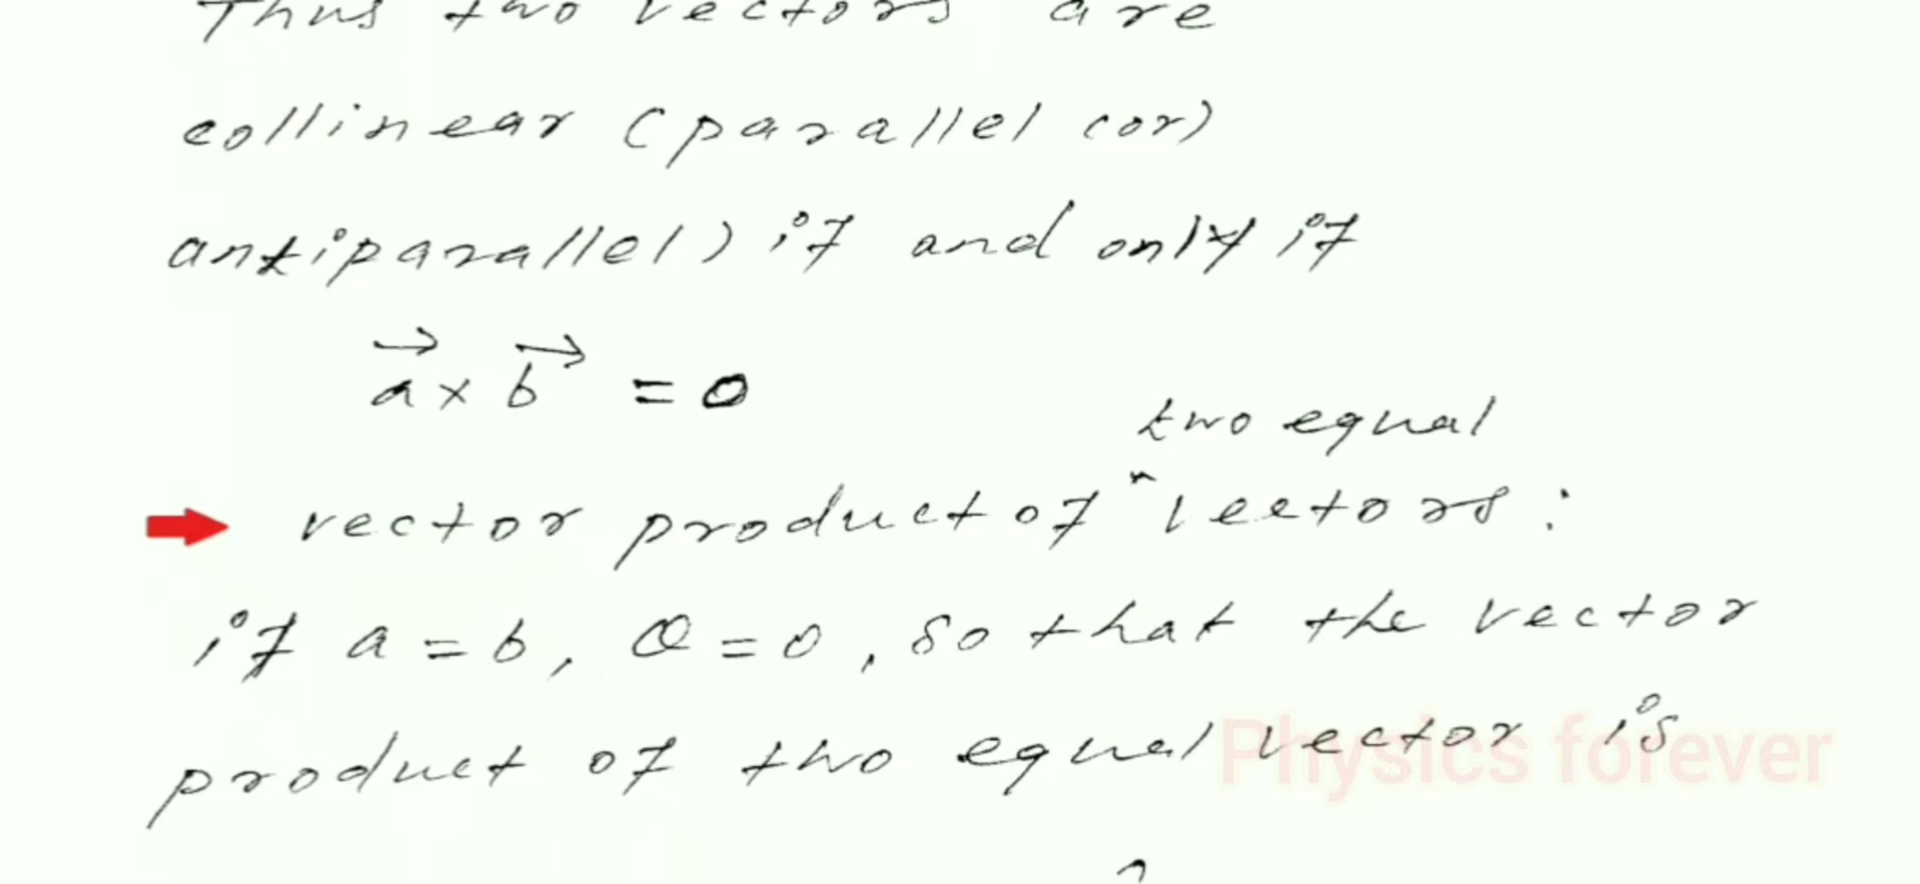 Thus two vectors are
collinear (parallel (or)
antiparallel) if and only if
a⃗ × b⃗ = 0
two equal
vector product of ^ vectors :
if a = b, θ = 0, so that the vector
product of two equal vector is
Physics forever